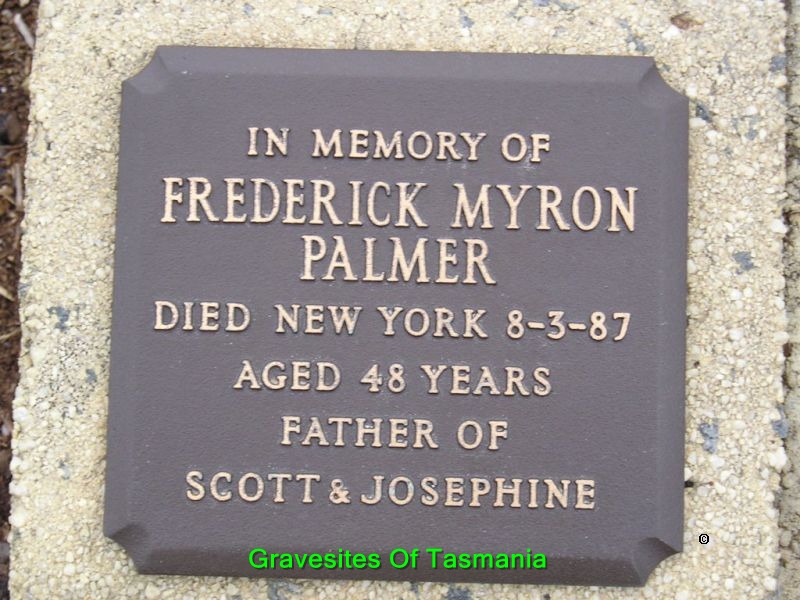 IN MEMORY OF
FREDERICK MYRON
PALMER
DIED NEW YORK 8-3-87
AGED 48 YEARS
FATHER OF
SCOTT & JOSEPHINE
©
Gravesites Of Tasmania